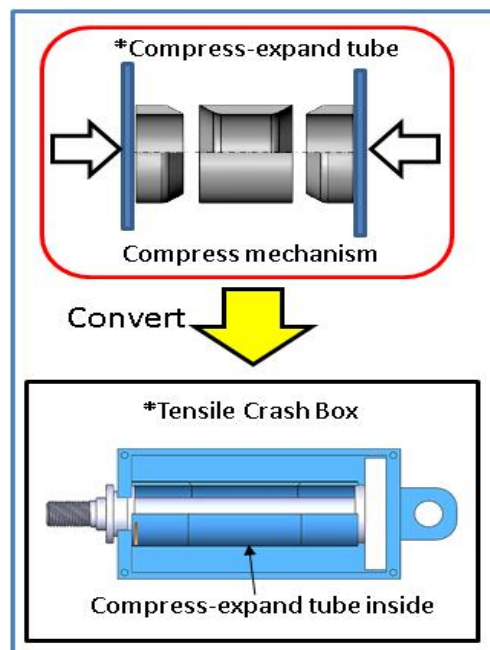 *Compress-expand tube
Compress mechanism
Convert
*Tensile Crash Box
Compress-expand tube inside